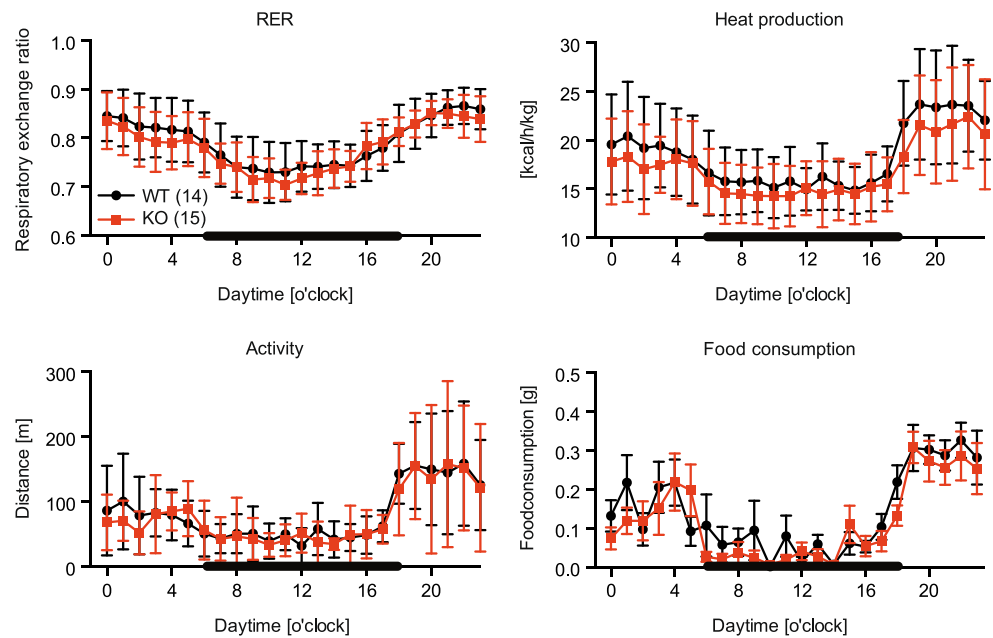 RER
Respiratory exchange ratio
1.0
0.9
0.8
0.7
0.6
WT (14)
KO (15)
0 4 8 12 16 20
Daytime [o'clock]
Heat production
[kcal/h/kg]
30
25
20
15
10
0 4 8 12 16 20
Daytime [o'clock]
Activity
Distance [m]
300
200
100
0
0 4 8 12 16 20
Daytime [o'clock]
Food consumption
Foodconsumption [g]
0.5
0.4
0.3
0.2
0.1
0.0
0 4 8 12 16 20
Daytime [o'clock]